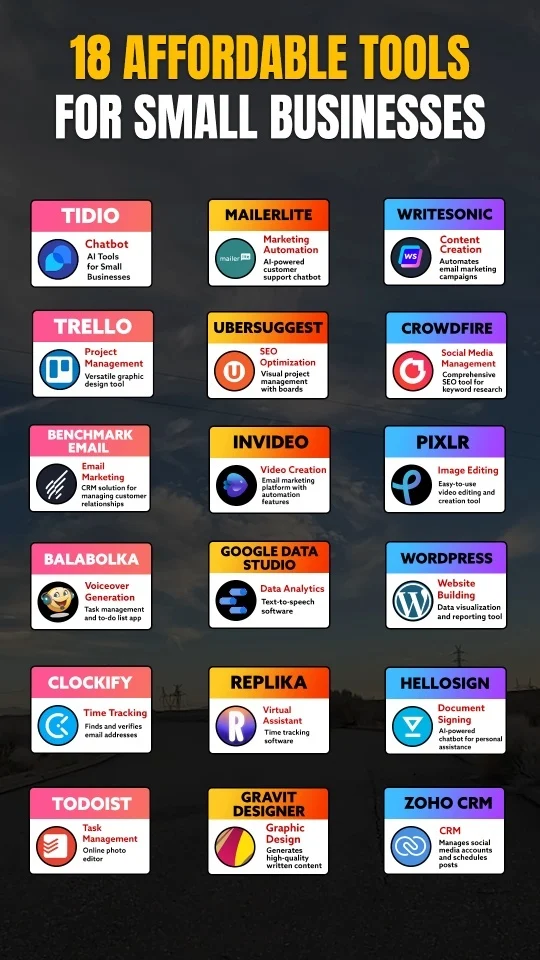 18 AFFORDABLE TOOLS
FOR SMALL BUSINESSES
TIDIO
Chatbot
AI Tools
for Small
Businesses
MAILERLITE
mailer lite
Marketing
Automation
AI-powered
customer
support chatbot
WRITESONIC
WS
Content
Creation
Automates
email marketing
campaigns
TRELLO
Project
Management
Versatile graphic
design tool
UBERSUGGEST
SEO
Optimization
Visual project
management
with boards
CROWDFIRE
Social Media
Management
Comprehensive
SEO tool for
keyword research
BENCHMARK
EMAIL
Email
Marketing
CRM solution for
managing customer
relationships
INVIDEO
Video Creation
Email marketing
platform with
automation
features
PIXLR
Image Editing
Easy-to-use
video editing and
creation tool
BALABOLKA
Voiceover
Generation
Task management
and to-do list app
GOOGLE DATA
STUDIO
Data Analytics
Text-to-speech
software
WORDPRESS
Website
Building
Data visualization
and reporting tool
CLOCKIFY
Time Tracking
Finds and verifies
email addresses
REPLIKA
Virtual
Assistant
Time tracking
software
HELLOSIGN
Document
Signing
AI-powered
chatbot for personal
assistance
TODOIST
Task
Management
Online photo
editor
GRAVIT
DESIGNER
Graphic
Design
Generates
high-quality
written content
ZOHO CRM
CRM
Manages social
media accounts
and schedules
posts